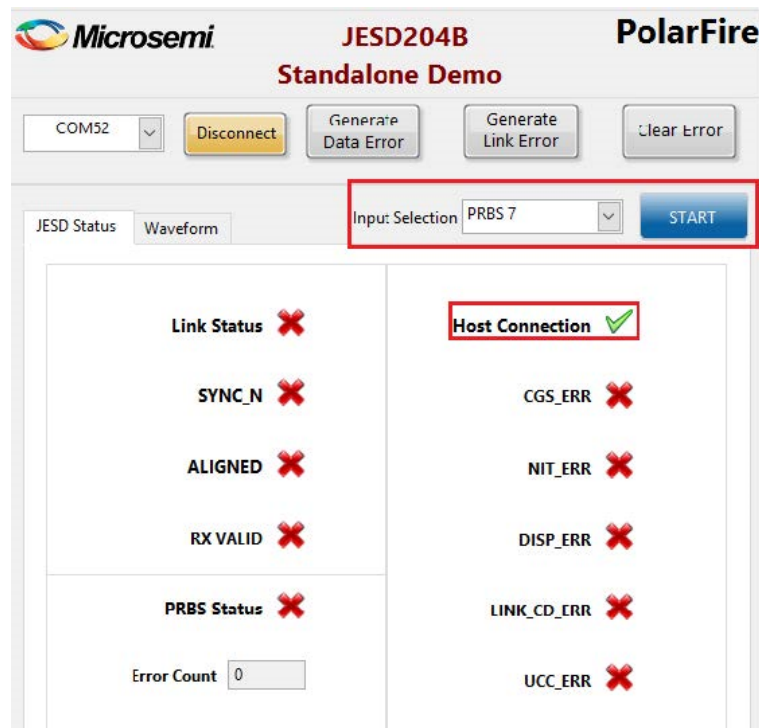 Microsemi.
JESD204B
PolarFire
Standalone Demo
COM52
Disconnect
Generate
Data Error
Generate
Link Error
Clear Error
Input Selection PRBS 7
START
JESD Status
Waveform
Link Status
Host Connection
SYNC_N
CGS_ERR
ALIGNED
NIT_ERR
RX VALID
DISP_ERR
PRBS Status
LINK_CD_ERR
Error Count 0
UCC_ERR